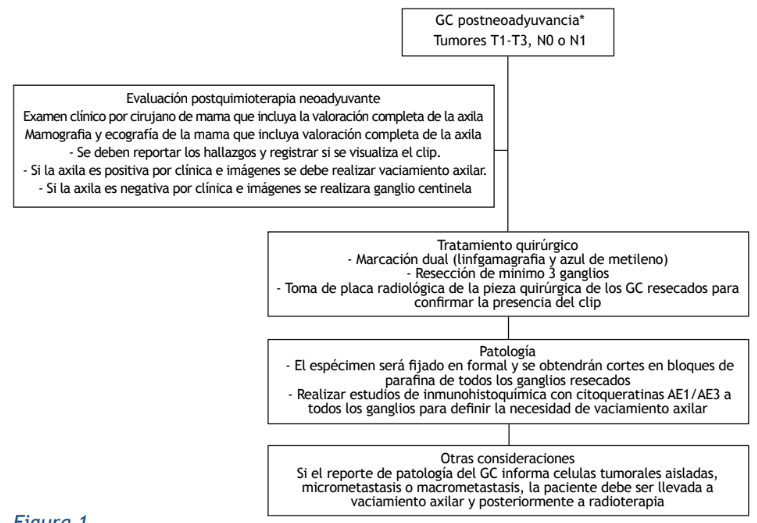 GC postneoadyuvancia*
Tumores T1-T3, N0 o N1
Evaluación postquimioterapia neoadyuvante
Examen clínico por cirujano de mama que incluya la valoración completa de la axila
Mamografia y ecografía de la mama que incluya valoración completa de la axila
- Se deben reportar los hallazgos y registrar si se visualiza el clip.
- Si la axila es positiva por clínica e imágenes se debe realizar vaciamiento axilar.
- Si la axila es negativa por clínica e imágenes se realizara ganglio centinela
Tratamiento quirúrgico
- Marcación dual (linfgamagrafia y azul de metileno)
- Resección de minimo 3 ganglios
- Toma de placa radiológica de la pieza quirúrgica de los GC resecados para
confirmar la presencia del clip
Patología
- El espécimen será fijado en formal y se obtendrán cortes en bloques de
parafina de todos los ganglios resecados
- Realizar estudios de inmunohistoquímica con citoqueratinas AE1/AE3 a
todos los ganglios para definir la necesidad de vaciamiento axilar
Otras consideraciones
Si el reporte de patología del GC informa celulas tumorales aisladas,
micrometastasis o macrometastasis, la paciente debe ser llevada a
vaciamiento axilar y posteriormente a radioterapia
Figura 1